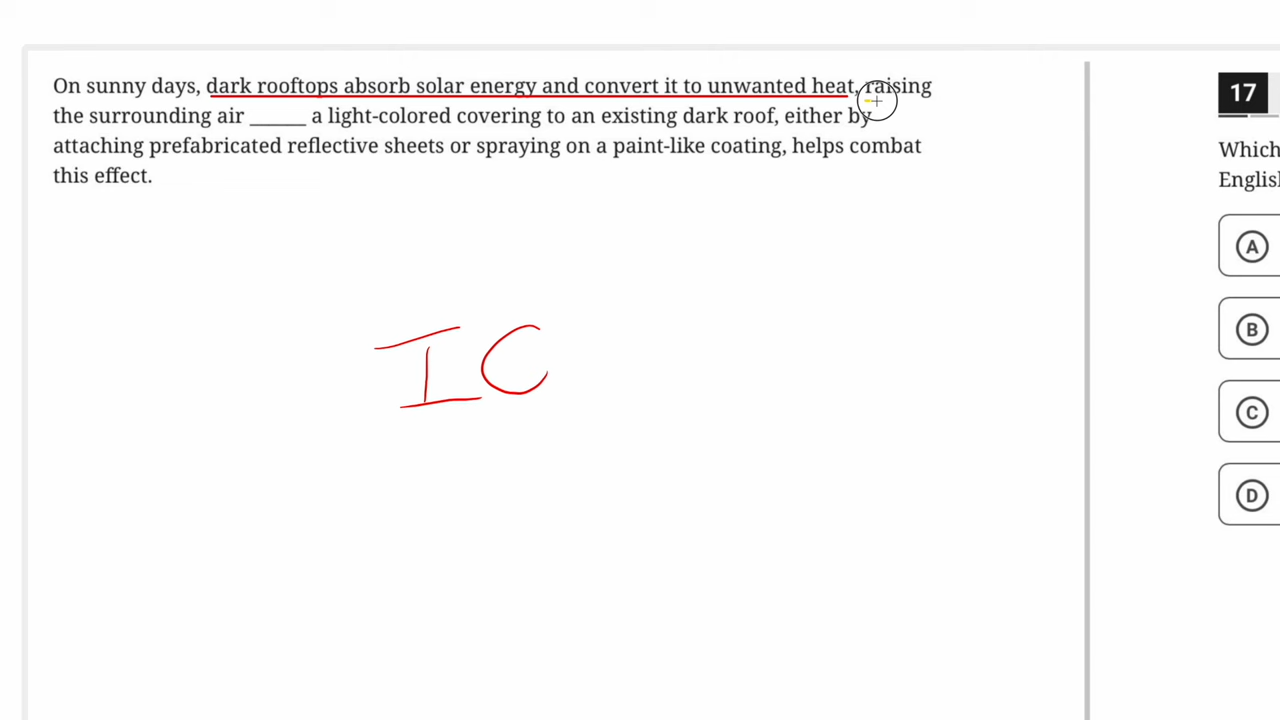 On sunny days, dark rooftops absorb solar energy and convert it to unwanted heat, raising
the surrounding air ______ a light-colored covering to an existing dark roof, either by
attaching prefabricated reflective sheets or spraying on a paint-like coating, helps combat
this effect.
IC
17
Which
English
A
B
C
D